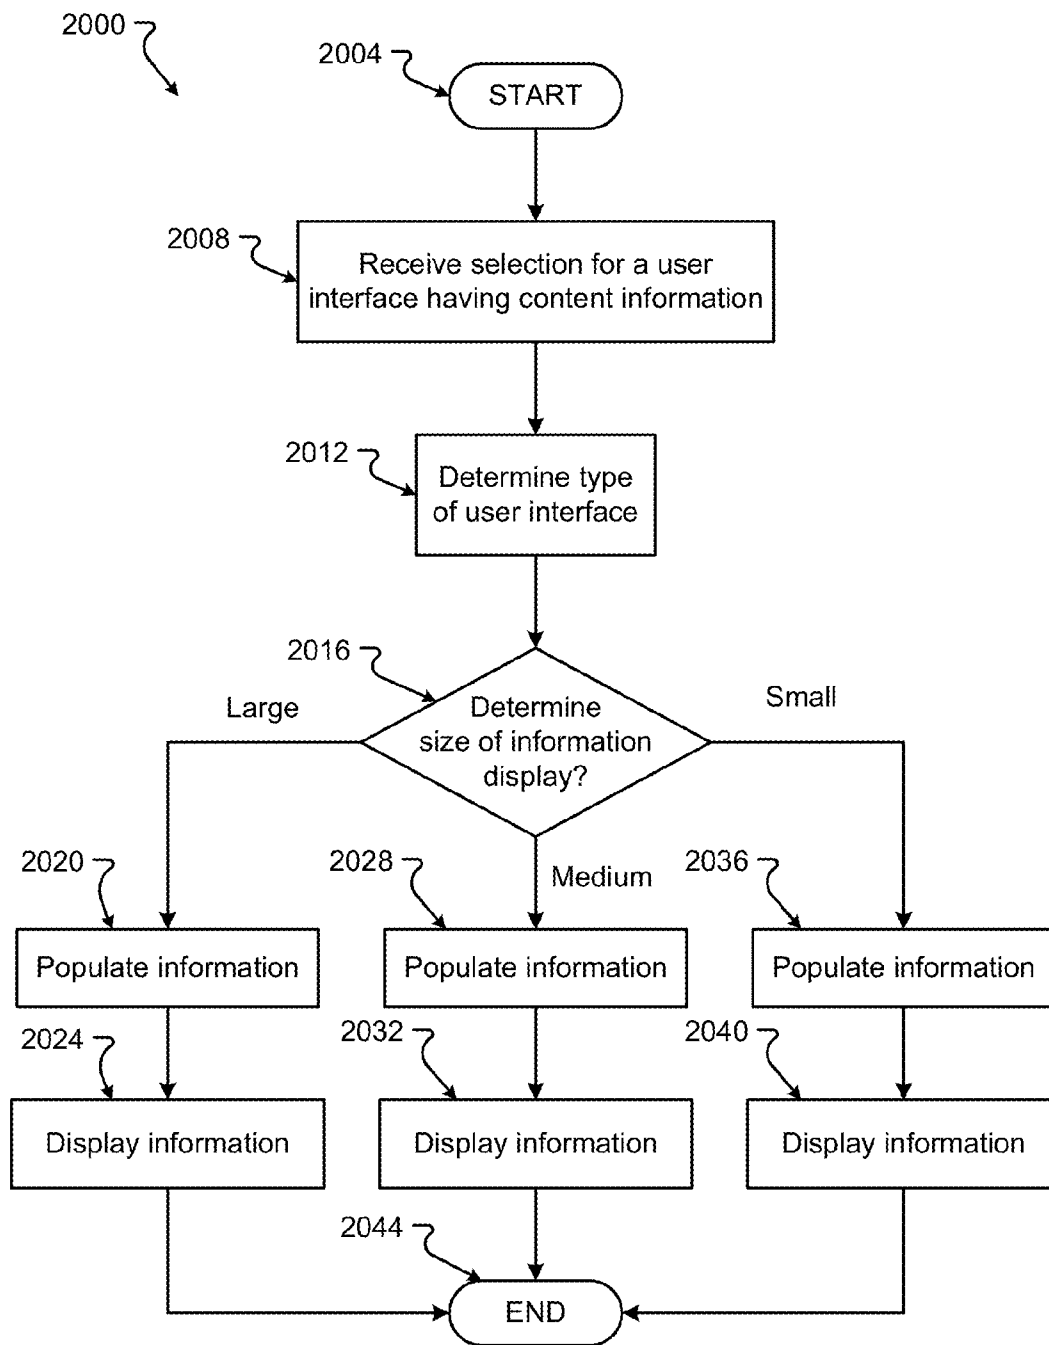 2000
2004
START
2008
Receive selection for a user
interface having content information
2012
Determine type
of user interface
2016
Large
Determine
size of information
display?
Small
Medium
2020
2028
2036
Populate information
Populate information
Populate information
2024
2032
2040
Display information
Display information
Display information
2044
END